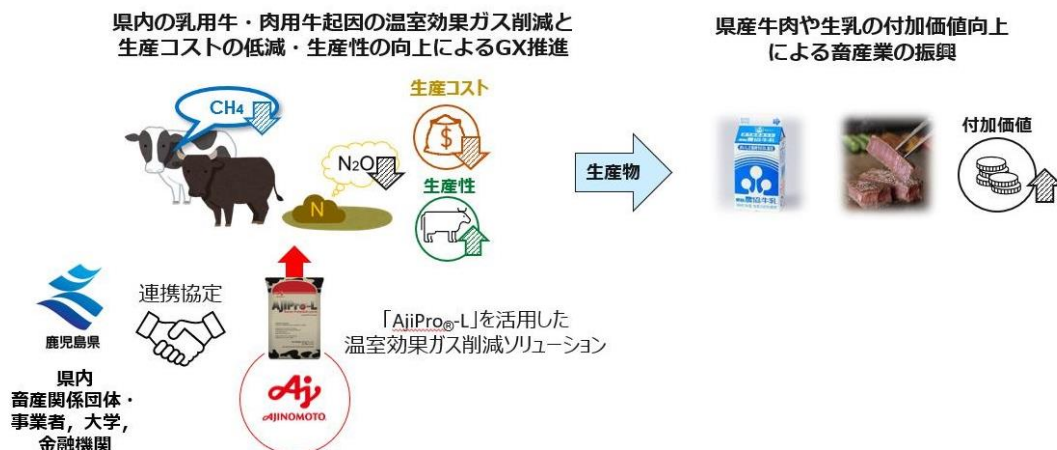 県内の乳用牛・肉用牛起因の温室効果ガス削減と
生産コストの低減・生産性の向上によるGX推進
県産牛肉や生乳の付加価値向上
による畜産業の振興
CH4
N2O
N
生産コスト
$
生産性
生産物
農協牛乳
付加価値
鹿児島県
連携協定
AjiPro-L
「AjiPro®-L」を活用した
温室効果ガス削減ソリューション
Aj
AJINOMOTO
県内
畜産関係団体・
事業者，大学，
金融機関